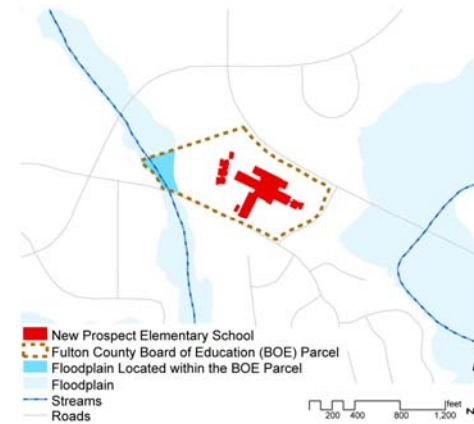 New Prospect Elementary School
Fulton County Board of Education (BOE) Parcel
Floodplain Located within the BOE Parcel
Floodplain
Streams
Roads
feet
200 400 800 1,200
N